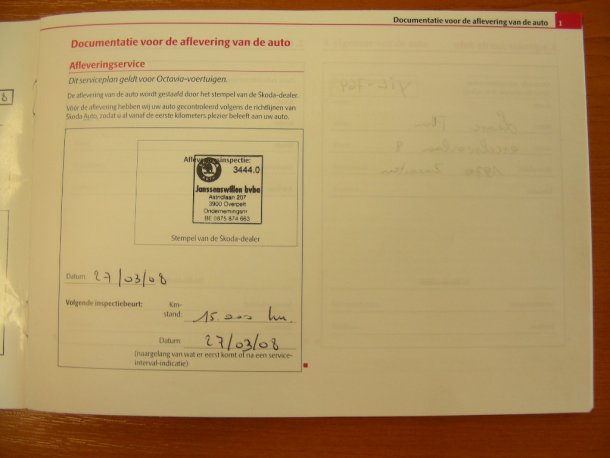 Documentatie voor de aflevering van de auto 1
Documentatie voor de aflevering van de auto
Afleveringservice
Dit serviceplan geldt voor Octavia-voertuigen.
De aflevering van de auto wordt gestaafd door het stempel van de Skoda-dealer.
Vóór de aflevering hebben wij uw auto gecontroleerd volgens de richtlijnen van
Skoda Auto, zodat u al vanaf de eerste kilometers plezier beleeft aan uw auto.
Afleveringsinspectie:
3444.0
Janssenswillen bvba
Astridlaan 207
3900 Overpelt
Ondernemingsnr
BE 0875 874 663
Stempel van de Skoda-dealer
Datum: 27/03/08
Volgende inspectiebeurt: Km-
stand: 15.000 km.
Datum: 27/03/08
(naargelang van wat er eerst komt of na een service-
interval-indicatie)